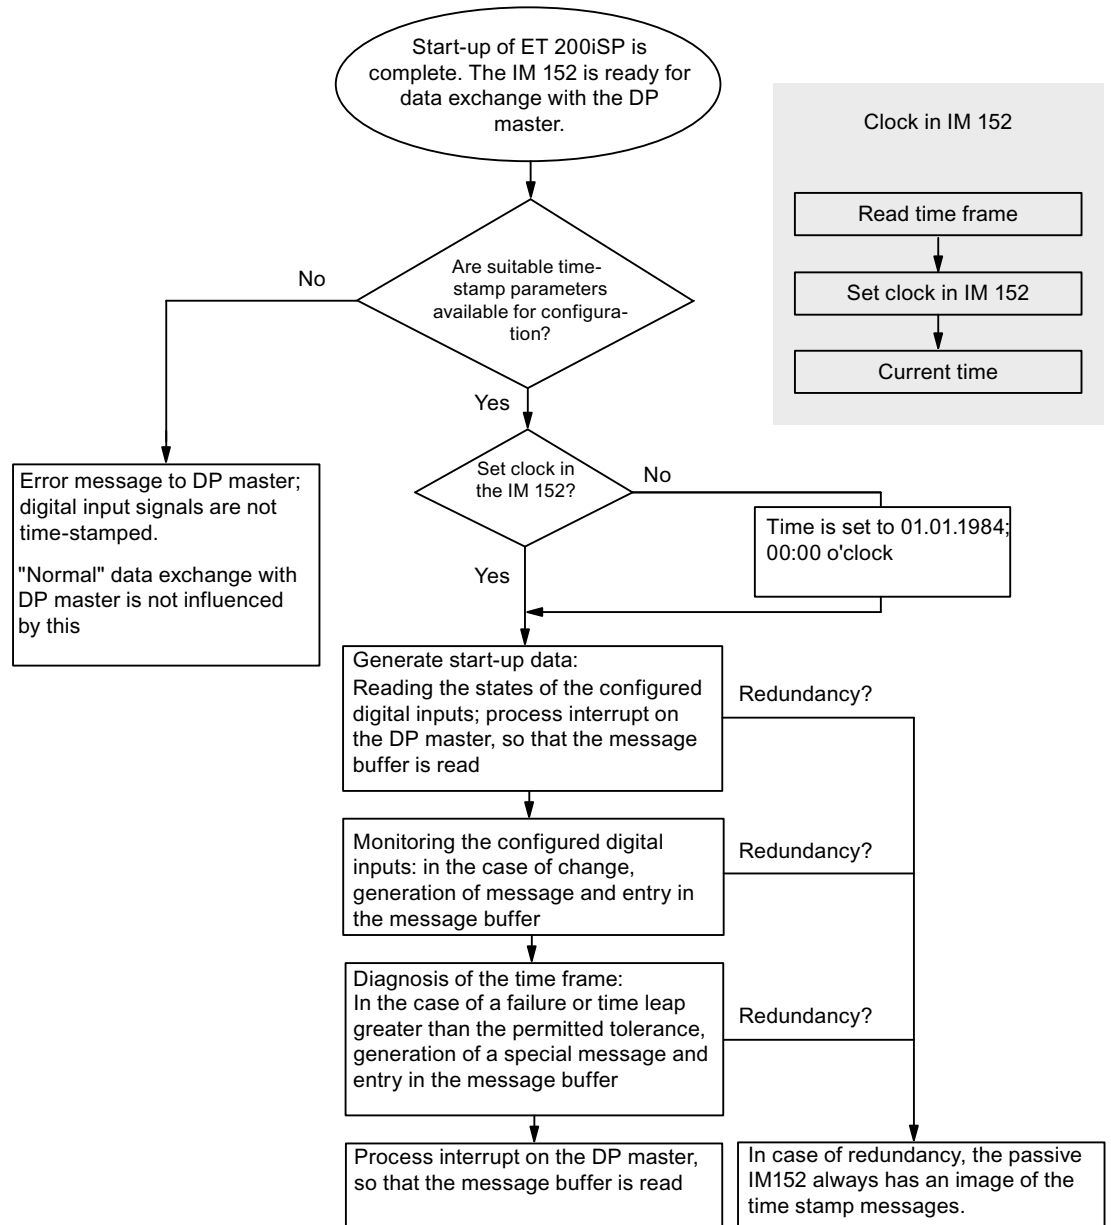 Start-up of ET 200iSP is
complete. The IM 152 is ready for
data exchange with the DP
master.
Clock in IM 152
Read time frame
Set clock in IM 152
Current time
Are suitable time-
stamp parameters
available for configura-
tion?
No
Yes
Error message to DP master;
digital input signals are not
time-stamped.
"Normal" data exchange with
DP master is not influenced
by this
Set clock in
the IM 152?
No
Time is set to 01.01.1984;
00:00 o'clock
Yes
Generate start-up data:
Reading the states of the configured
digital inputs; process interrupt on
the DP master, so that the message
buffer is read
Redundancy?
Monitoring the configured digital
inputs: in the case of change,
generation of message and entry in
the message buffer
Redundancy?
Diagnosis of the time frame:
In the case of a failure or time leap
greater than the permitted tolerance,
generation of a special message and
entry in the message buffer
Redundancy?
Process interrupt on the DP master,
so that the message buffer is read
In case of redundancy, the passive
IM152 always has an image of the
time stamp messages.